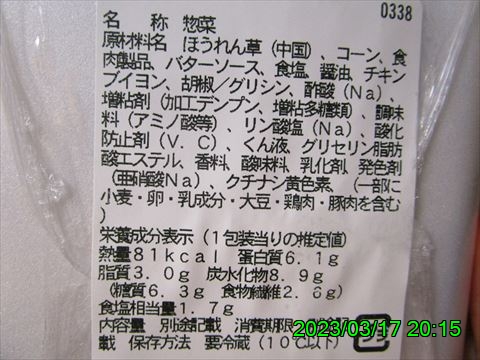 0338
名 称 惣菜
原材料名 ほうれん草(中国)、コーン、食
肉製品、バターソース、食塩、醤油、チキン
ブイヨン、胡椒/グリシン、酢酸(Na)、
増粘剤(加工デンプン、増粘多糖類)、調味
料(アミノ酸等)、リン酸塩(Na)、酸化
防止剤(V.C)、くん液、グリセリン脂肪
酸エステル、香料、酸味料、乳化剤、発色剤
(亜硝酸Na)、クチナシ黄色素、(一部に
小麦・卵・乳成分・大豆・鶏肉・豚肉を含む
)
栄養成分表示(1包装当りの推定値)
熱量81kcal 蛋白質6.1g
脂質3.0g 炭水化物8.9g
(糖質6.3g 食物繊維2.6g)
食塩相当量1.7g
内容量 別途記載 消費期限
載 保存方法 要冷蔵(10℃以下)
2023/03/17 20:15